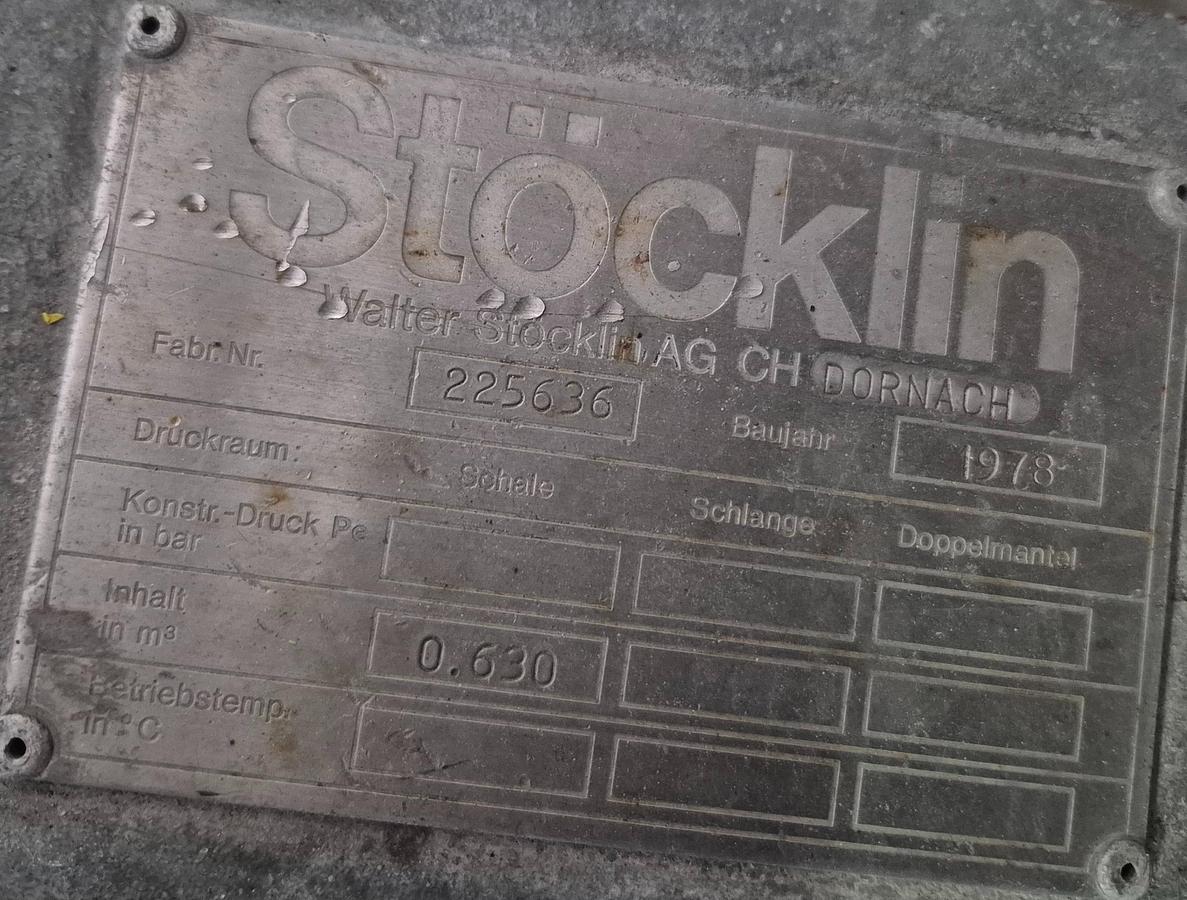 Stöcklin
Walter Stöcklin AG CH DORNACH
Fabr. Nr. 225636 Baujahr 1978
Druckraum: Schale Schlange Doppelmantel
Konstr.-Druck Pe
in bar
Inhalt
in m³ 0.630
Betriebstemp.
in °C